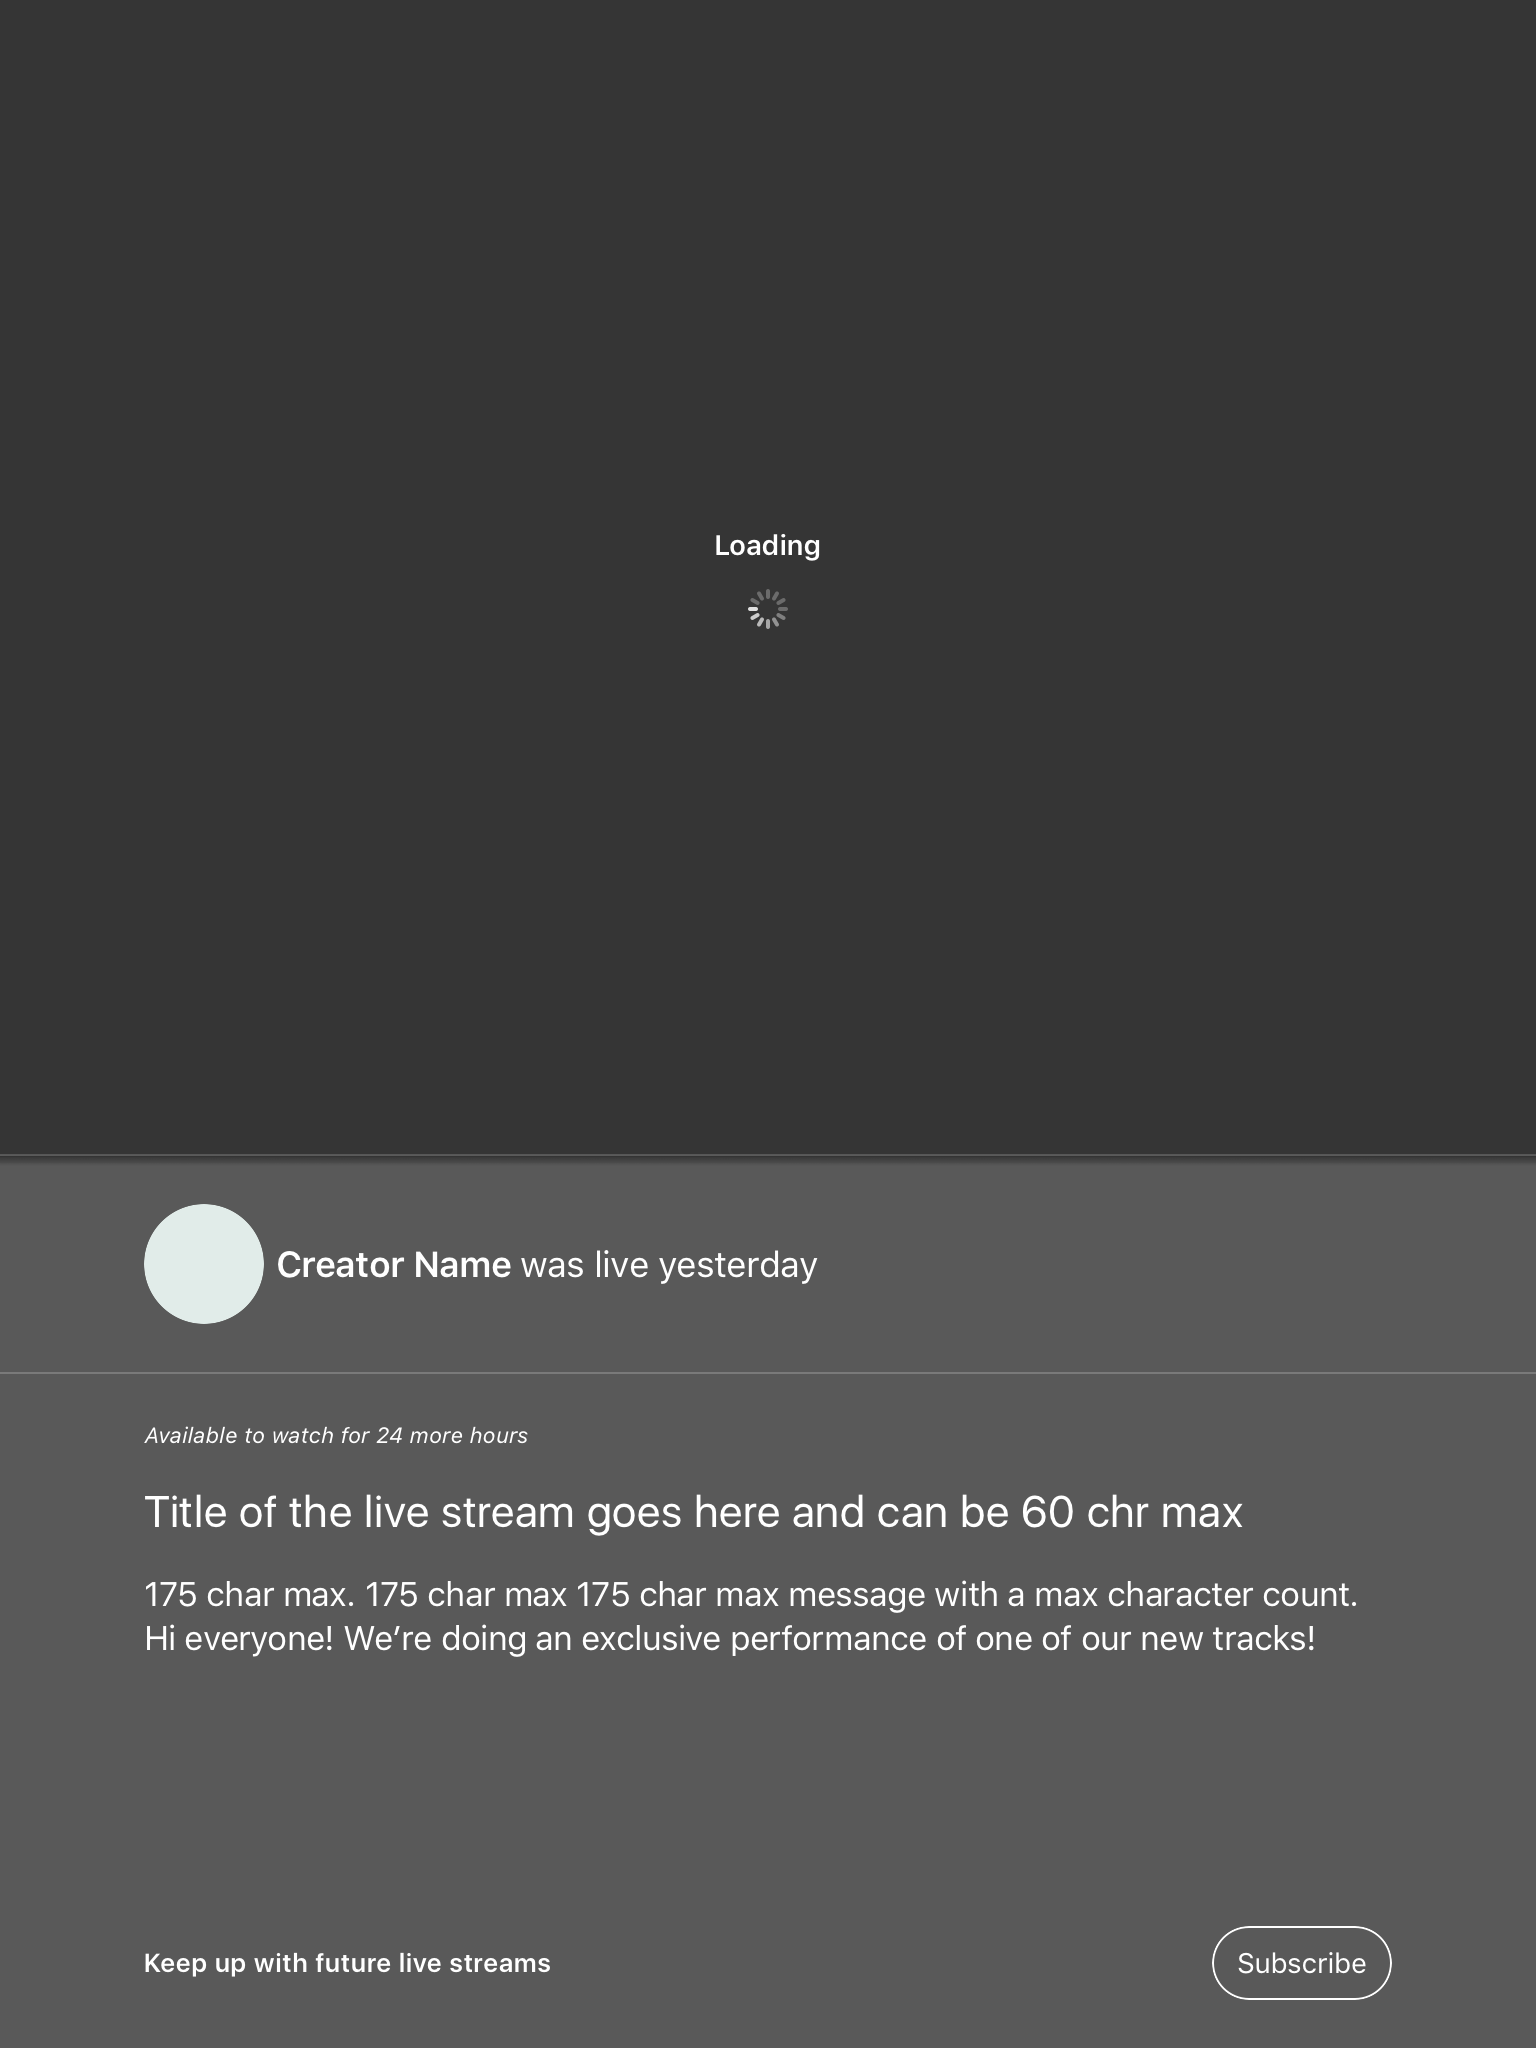 Loading
Creator Name was live yesterday
Available to watch for 24 more hours
Title of the live stream goes here and can be 60 chr max
175 char max. 175 char max 175 char max message with a max character count.
Hi everyone! We’re doing an exclusive performance of one of our new tracks!
Keep up with future live streams
Subscribe